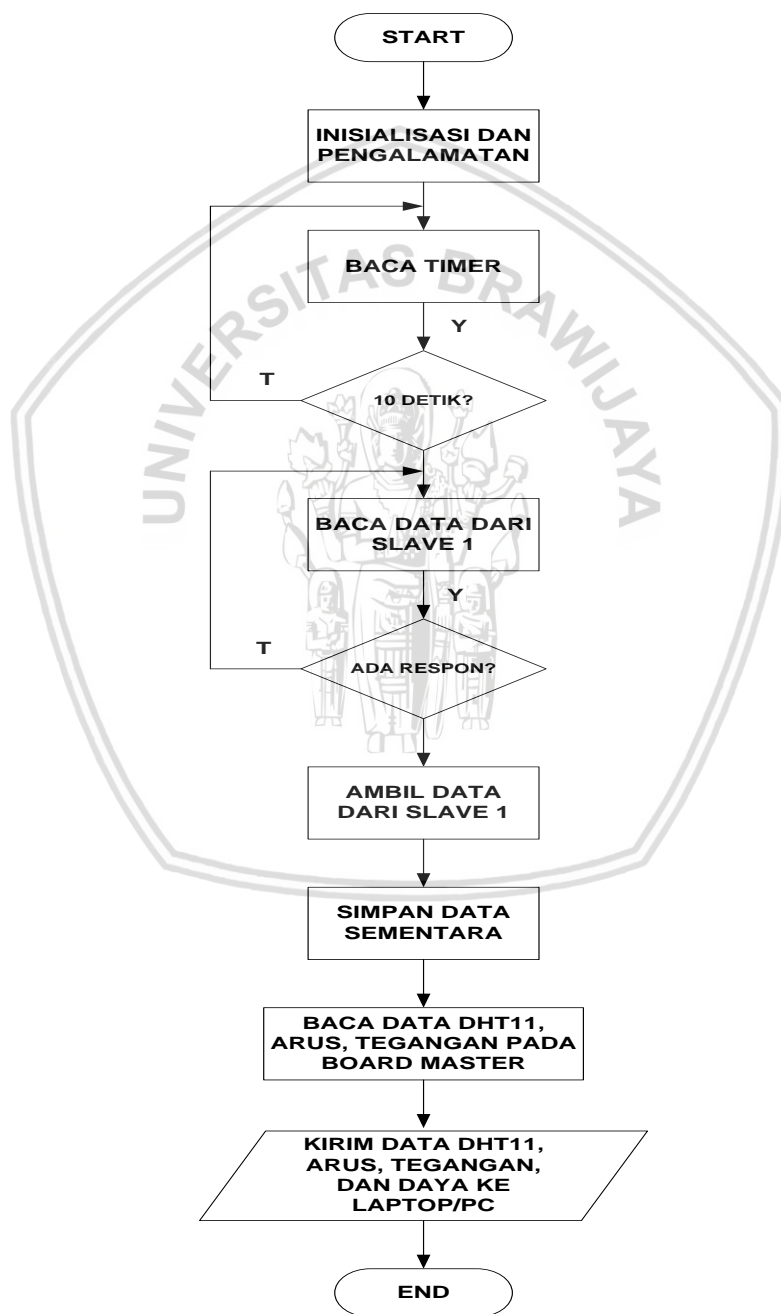 START
INISIALISASI DAN
PENGALAMATAN
BACA TIMER
Y
T
10 DETIK?
BACA DATA DARI
SLAVE 1
Y
T
ADA RESPON?
AMBIL DATA
DARI SLAVE 1
SIMPAN DATA
SEMENTARA
BACA DATA DHT11,
ARUS, TEGANGAN PADA
BOARD MASTER
KIRIM DATA DHT11,
ARUS, TEGANGAN,
DAN DAYA KE
LAPTOP/PC
END
UNIVERSITAS BRAWIJAYA